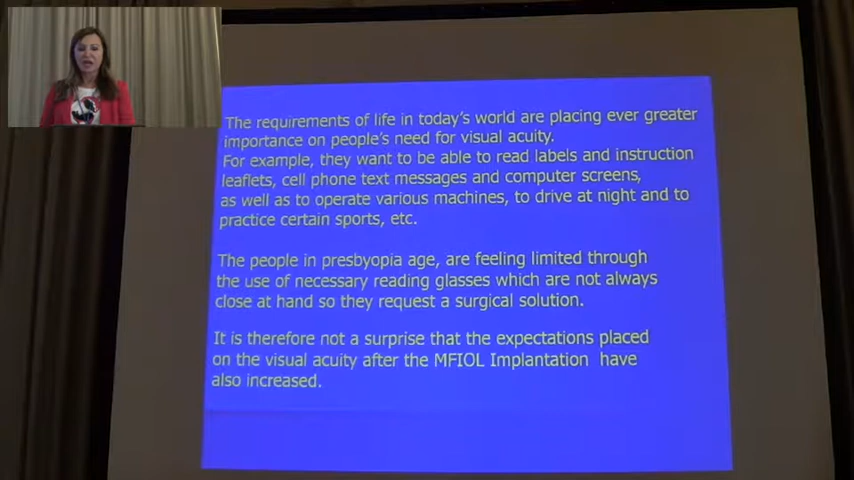 The requirements of life in today's world are placing ever greater
importance on people's need for visual acuity.
For example, they want to be able to read labels and instruction
leaflets, cell phone text messages and computer screens,
as well as to operate various machines, to drive at night and to
practice certain sports, etc.
The people in presbyopia age, are feeling limited through
the use of necessary reading glasses which are not always
close at hand so they request a surgical solution.
It is therefore not a surprise that the expectations placed
on the visual acuity after the MFIOL Implantation have
also increased.